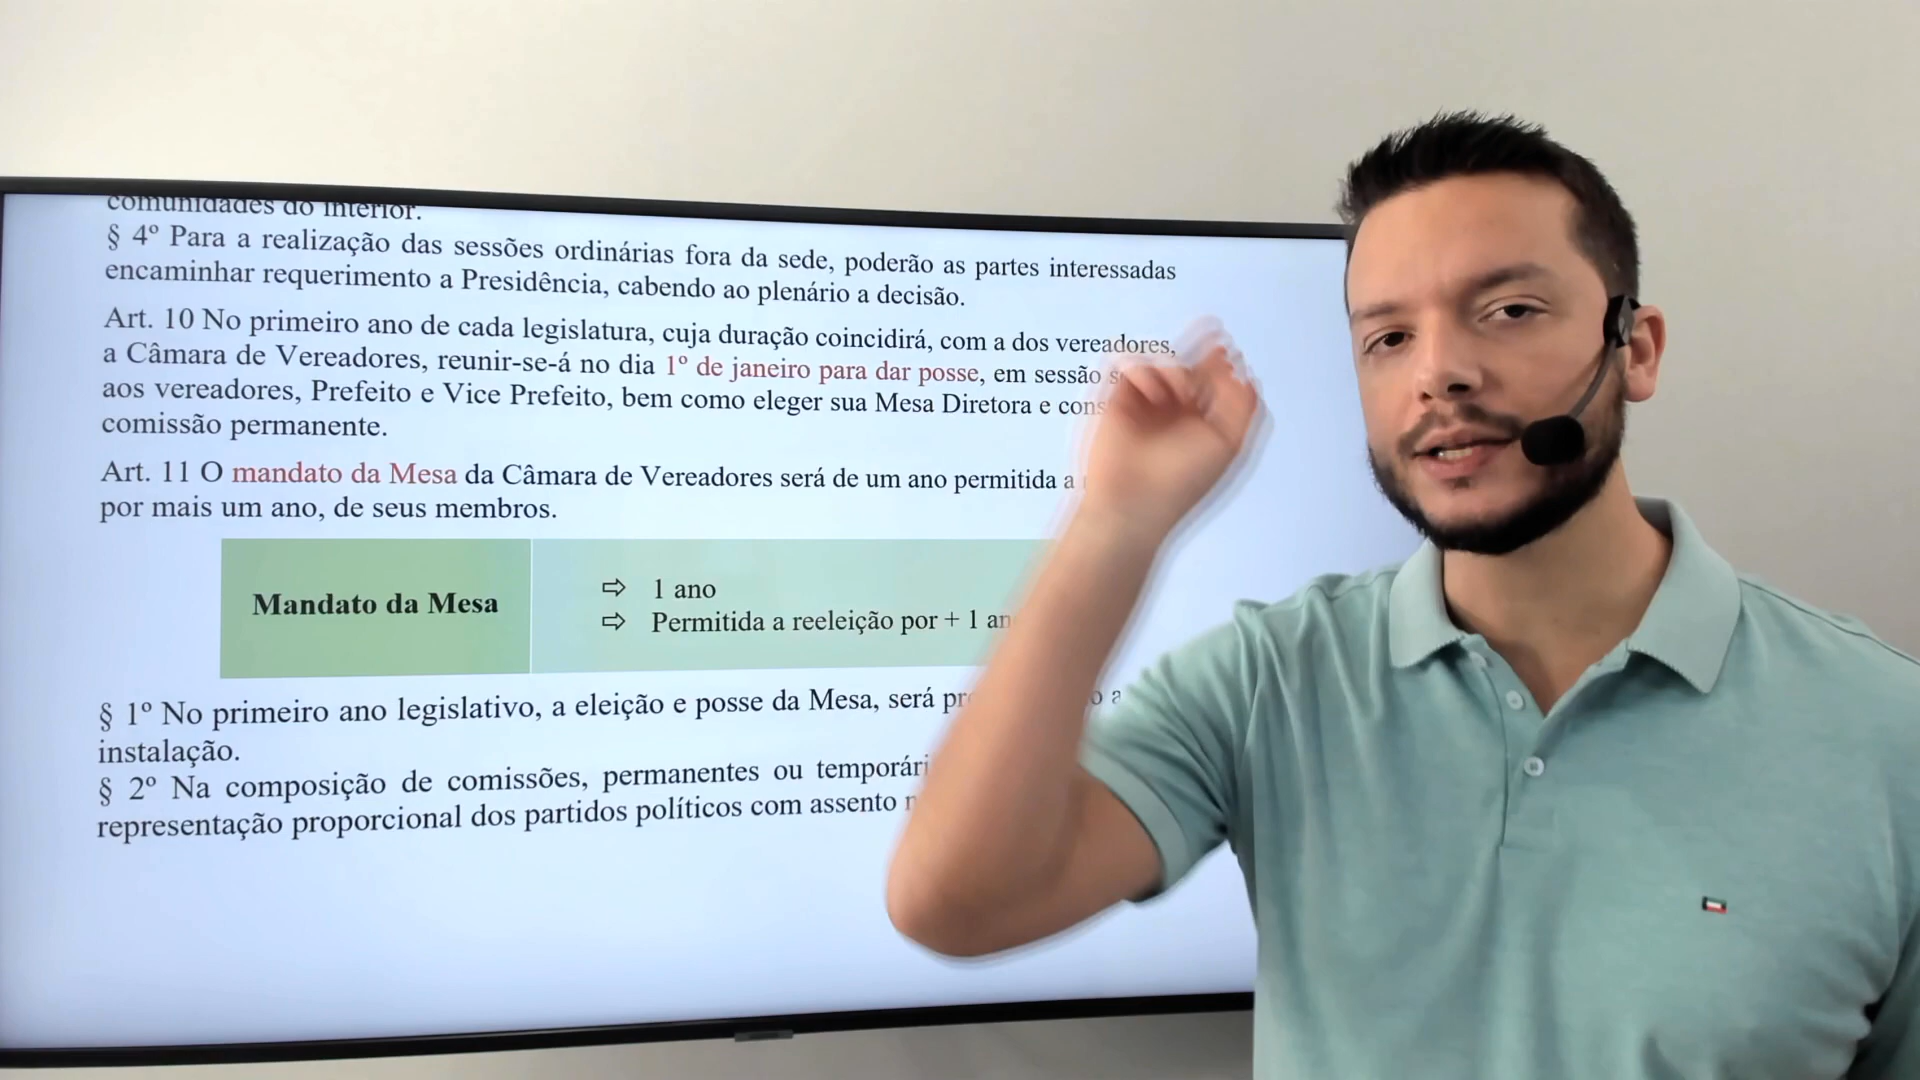 comunidades do interior.
§ 4º Para a realização das sessões ordinárias fora da sede, poderão as partes interessadas
encaminhar requerimento a Presidência, cabendo ao plenário a decisão.
Art. 10 No primeiro ano de cada legislatura, cuja duração coincidirá, com a dos vereadores,
a Câmara de Vereadores, reunir-se-á no dia 1º de janeiro para dar posse, em sessão
aos vereadores, Prefeito e Vice Prefeito, bem como eleger sua Mesa Diretora e
comissão permanente.
Art. 11 O mandato da Mesa da Câmara de Vereadores será de um ano permitida a
por mais um ano, de seus membros.
Mandato da Mesa
⇨ 1 ano
⇨ Permitida a reeleição por + 1
§ 1º No primeiro ano legislativo, a eleição e posse da Mesa, será
instalação.
§ 2º Na composição de comissões, permanentes ou
representação proporcional dos partidos políticos com assento